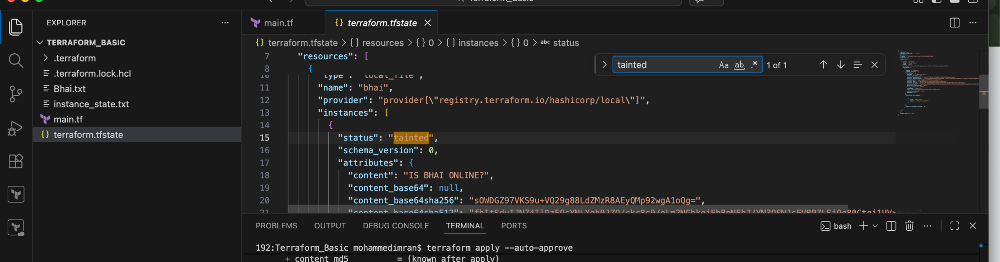 EXPLORER
TERRAFORM_BASIC
.terraform
.terraform.lock.hcl
Bhai.txt
instance_state.txt
main.tf
terraform.tfstate
main.tf
terraform.tfstate
terraform.tfstate > [ ] resources > { } 0 > [ ] instances > { } 0 > abc status
tainted Aa ab .* 1 of 1
7 "resources": [
8 {
10 "type": "local_file",
11 "name": "bhai",
12 "provider": "provider[\"registry.terraform.io/hashicorp/local\"]",
13 "instances": [
14 {
15 "status": "tainted",
16 "schema_version": 0,
17 "attributes": {
18 "content": "IS BHAI ONLINE?",
19 "content_base64": null,
20 "content_base64sha256": "sOWDGZ97VKS9u+VQ29g88LdZMzR8AEyQMp92wgA1oQg=",
21 "content_base64sha512":
PROBLEMS OUTPUT DEBUG CONSOLE TERMINAL PORTS
bash
192:Terraform_Basic mohammedimran$ terraform apply --auto-approve
+ content_md5 = (known after apply)